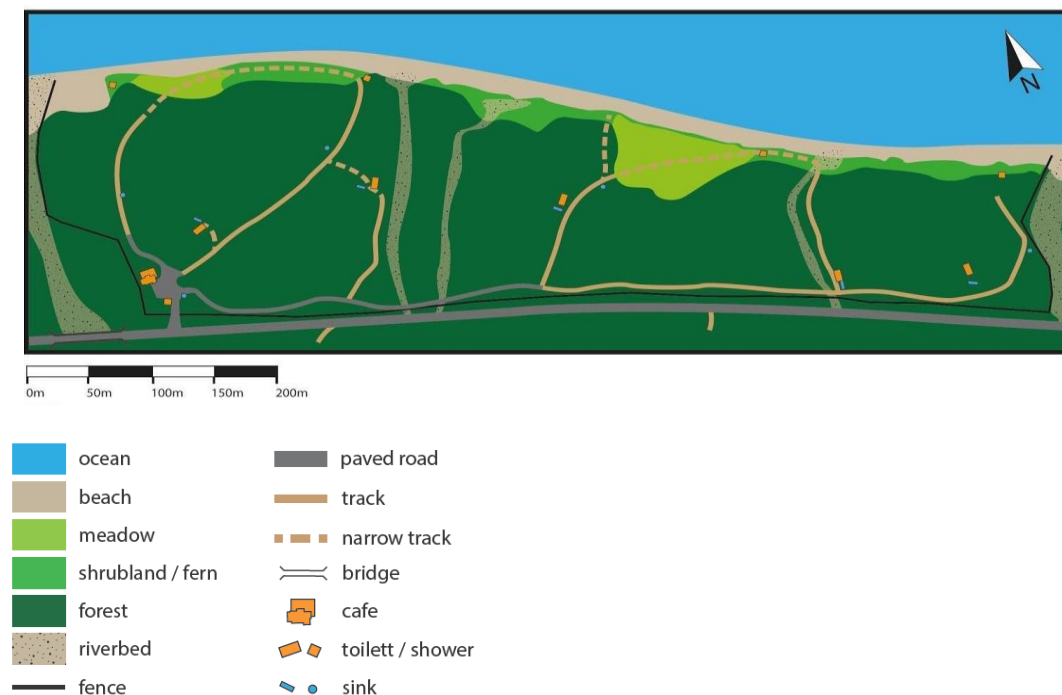 N
0m 50m 100m 150m 200m
ocean
beach
meadow
shrubland / fern
forest
riverbed
fence
paved road
track
narrow track
bridge
cafe
toilett / shower
sink